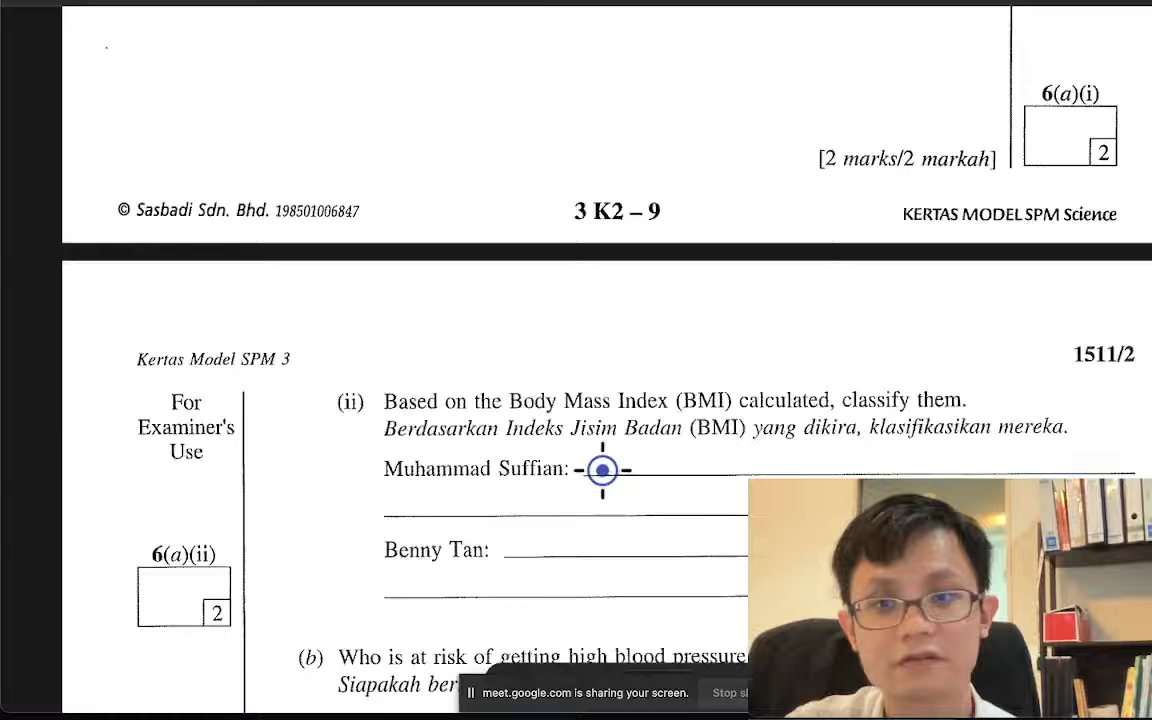 6(a)(i)
[2 marks/2 markah]
2
© Sasbadi Sdn. Bhd. 198501006847
3 K2 – 9
KERTAS MODEL SPM Science
Kertas Model SPM 3
1511/2
For
Examiner's
Use
(ii) Based on the Body Mass Index (BMI) calculated, classify them.
Berdasarkan Indeks Jisim Badan (BMI) yang dikira, klasifikasikan mereka.
Muhammad Suffian:
Benny Tan:
6(a)(ii)
2
(b) Who is at risk of getting high blood pressure
Siapakah ber
meet.google.com is sharing your screen.
Stop